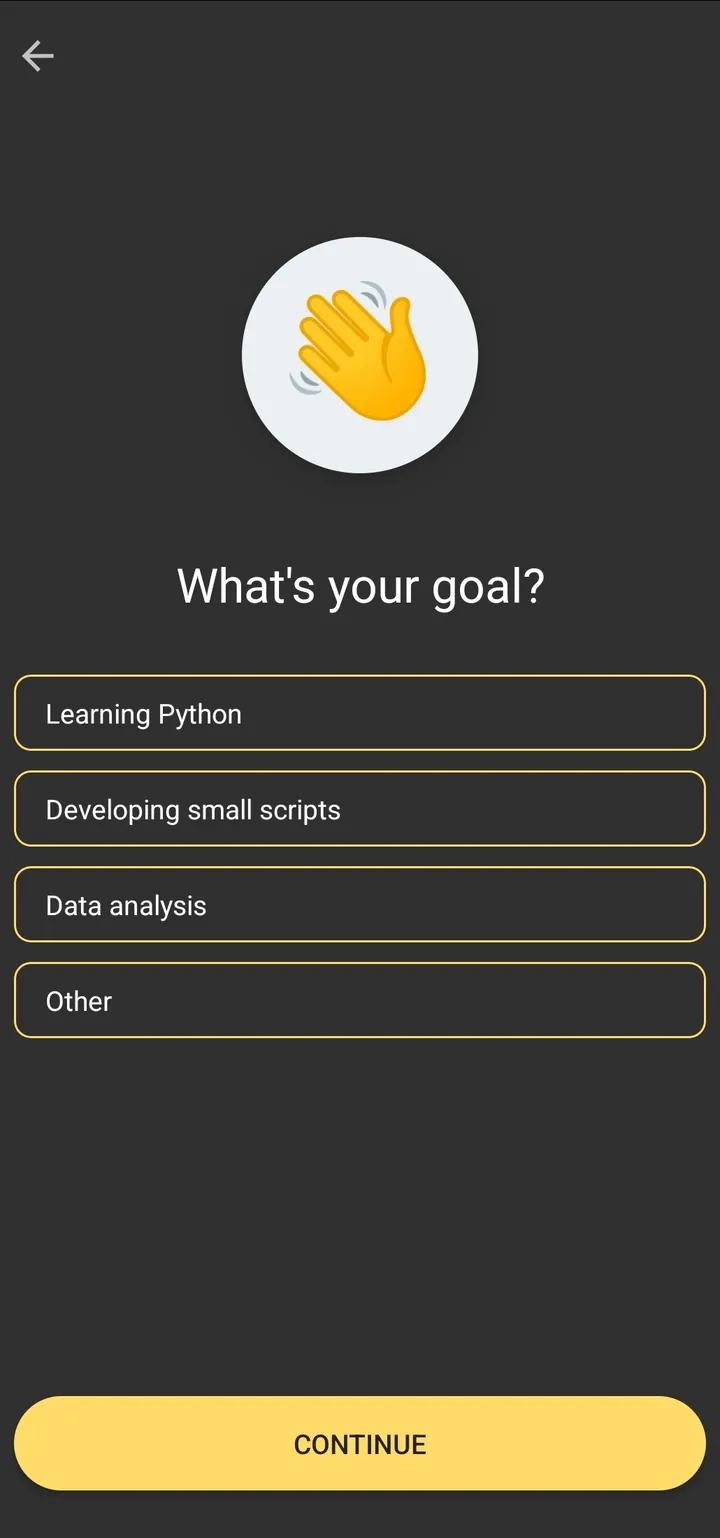 What's your goal?
Learning Python
Developing small scripts
Data analysis
Other
CONTINUE